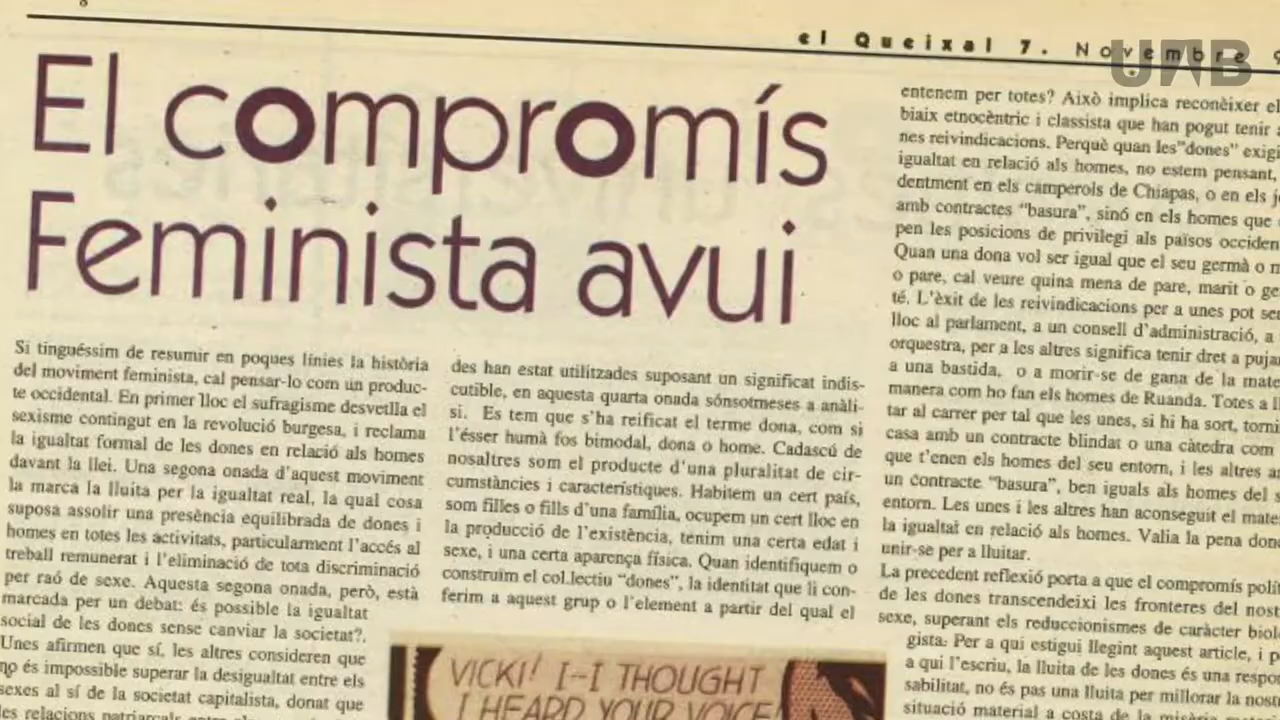 el Queixal 7. Novembre 9
UAB
El compromís
Feminista avui
Si tinguéssim de resumir en poques línies la història
del moviment feminista, cal pensar-lo com un produc-
te occidental. En primer lloc el sufragisme desvetlla el
sexisme contingut en la revolució burgesa, i reclama
la igualtat formal de les dones en relació als homes
davant la llei. Una segona onada d'aquest moviment
la marca la lluita per la igualtat real, la qual cosa
suposa assolir una presència equilibrada de dones i
homes en totes les activitats, particularment l'accés al
treball remunerat i l'eliminació de tota discriminació
per raó de sexe. Aquesta segona onada, però, està
marcada per un debat: és possible la igualtat
social de les dones sense canviar la societat?.
Unes afirmen que sí, les altres consideren que
no és impossible superar la desigualtat entre els
sexes al sí de la societat capitalista, donat que
les relacions patriarcals entre
des han estat utilitzades suposant un significat indis-
cutible, en aquesta quarta onada sónsotmeses a anàli-
si. Es tem que s'ha reificat el terme dona, com si
l'ésser humà fos bimodal, dona o home. Cadascú de
nosaltres som el producte d'una pluralitat de cir-
cumstàncies i característiques. Habitem un cert país,
som filles o fills d'una família, ocupem un cert lloc en
la producció de l'existència, tenim una certa edat i
sexe, i una certa aparença física. Quan identifiquem o
construïm el col.lectiu "dones", la identitat que li con-
ferim a aquest grup o l'element a partir del qual el
VICKI! I--I THOUGHT
I HEARD YOUR VOICE!
entenem per totes? Això implica reconèixer el
biaix etnocèntric i classista que han pogut tenir
nes reivindicacions. Perquè quan les"dones" exigi
igualtat en relació als homes, no estem pensant,
dentment en els camperols de Chiapas, o en els j
amb contractes "basura", sinó en els homes que
pen les posicions de privilegi als països occiden
Quan una dona vol ser igual que el seu germà o m
o pare, cal veure quina mena de pare, marit o ge
té. L'èxit de les reivindicacions per a unes pot se
lloc al parlament, a un consell d'administració, a
orquestra, per a les altres significa tenir dret a puja
a una bastida, o a morir-se de gana de la mate
manera com ho fan els homes de Ruanda. Totes a ll
tar al carrer per tal que les unes, si hi ha sort, torni
casa amb un contracte blindat o una càtedra com
que t'enen els homes del seu entorn, i les altres a
un contracte "basura", ben iguals als homes del s
entorn. Les unes i les altres han aconseguit el mate
la igualtat en relació als homes. Valia la pena don
unir-se per a lluitar.
La precedent reflexió porta a que el compromís polí
de les dones transcendeixi les fronteres del nost
sexe, superant els reduccionismes de caràcter biol
gista: Per a qui estigui llegint aquest article, i p
a qui l'escriu, la lluita de les dones és una respon
sabilitat, no és pas una lluita per millorar la nost
situació material a costa de la misèria